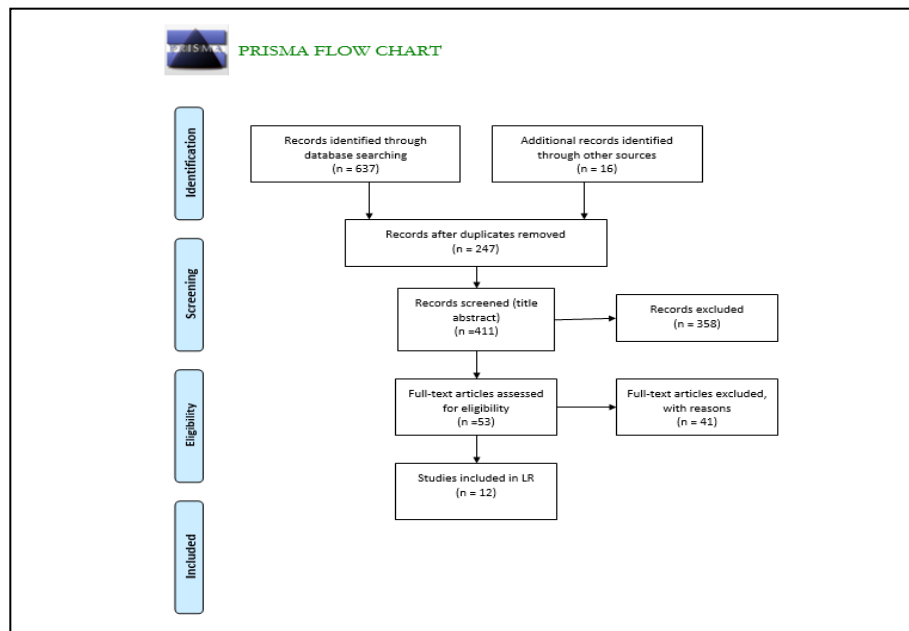 PRISMA
PRISMA FLOW CHART
Identification
Records identified through
database searching
(n = 637)
Additional records identified
through other sources
(n = 16)
Records after duplicates removed
(n = 247)
Screening
Records screened (title
abstract)
(n =411)
Records excluded
(n = 358)
Eligibility
Full-text articles assessed
for eligibility
(n =53)
Full-text articles excluded,
with reasons
(n = 41)
Studies included in LR
(n = 12)
Included